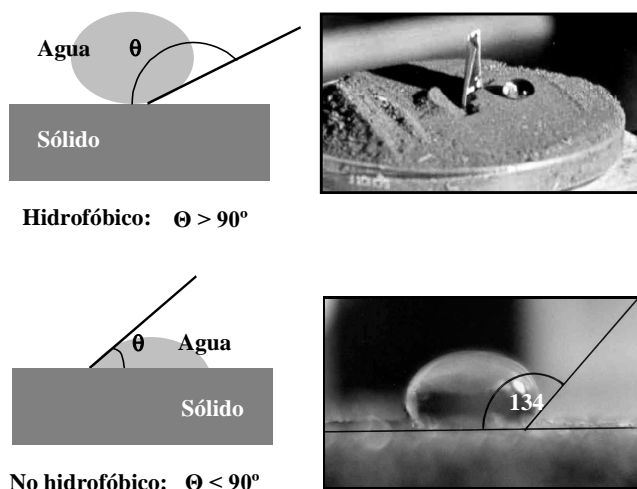 Agua θ
Sólido
Hidrofóbico: Θ > 90º
θ Agua
Sólido
No hidrofóbico: Θ < 90º
134